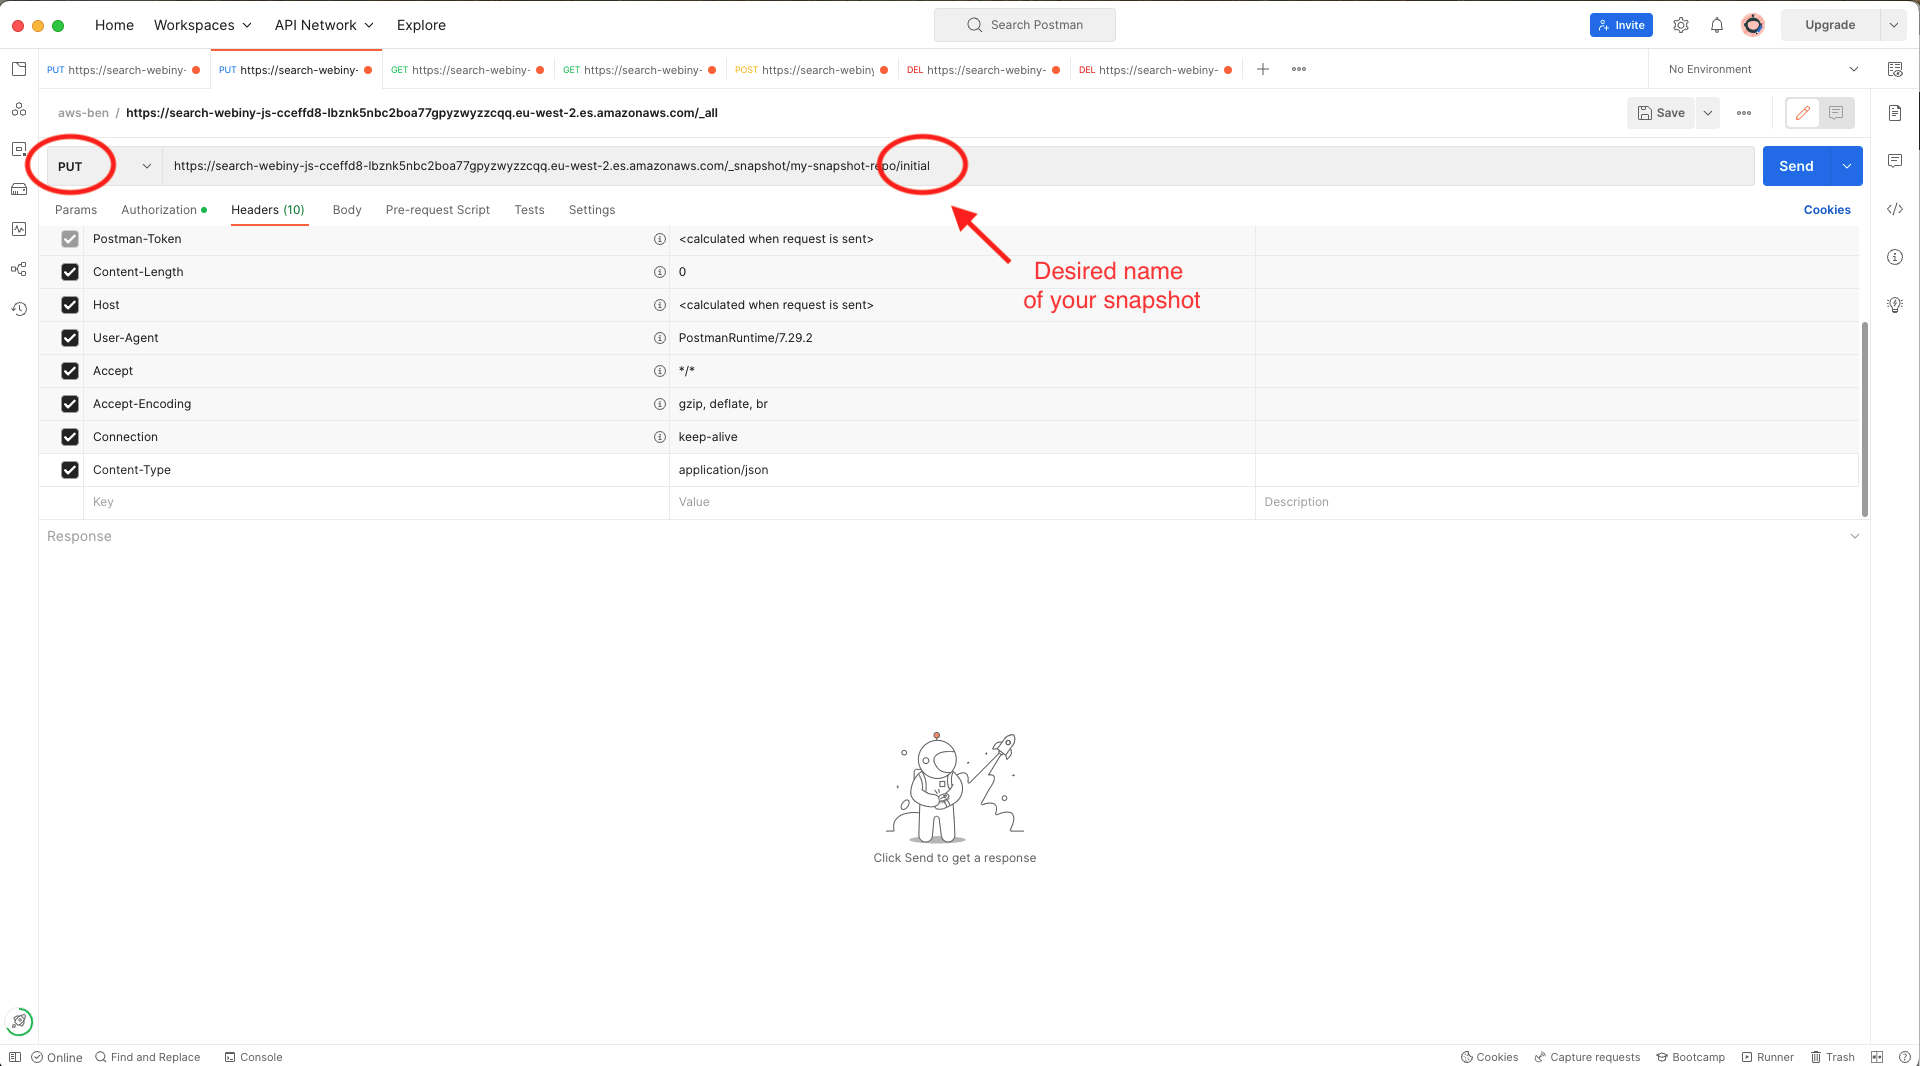 Home Workspaces API Network Explore Search Postman Invite Upgrade
PUT https://search-webiny- PUT https://search-webiny- GET https://search-webiny- GET https://search-webiny- POST https://search-webiny DEL https://search-webiny- DEL https://search-webiny- No Environment
aws-ben / https://search-webiny-js-cceffd8-lbznk5nbc2boa77gpyzwyzzcqq.eu-west-2.es.amazonaws.com/_all Save
PUT https://search-webiny-js-cceffd8-lbznk5nbc2boa77gpyzwyzzcqq.eu-west-2.es.amazonaws.com/_snapshot/my-snapshot-repo/initial Send
Params Authorization Headers (10) Body Pre-request Script Tests Settings Cookies
Postman-Token <calculated when request is sent>
Content-Length 0
Host <calculated when request is sent>
User-Agent PostmanRuntime/7.29.2
Accept */*
Accept-Encoding gzip, deflate, br
Connection keep-alive
Content-Type application/json
Key Value Description
Desired name
of your snapshot
Response
Click Send to get a response
Online Find and Replace Console Cookies Capture requests Bootcamp Runner Trash